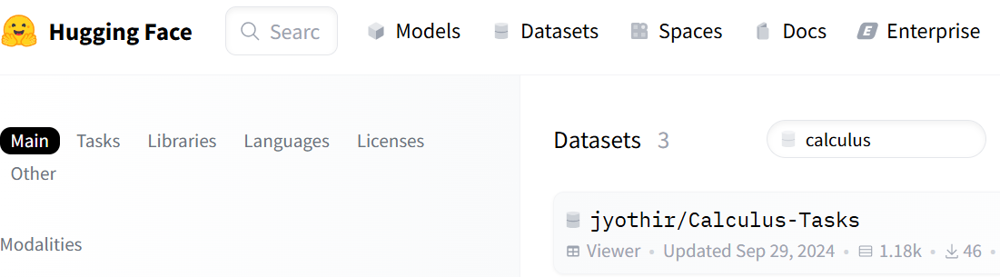 Hugging Face Searc Models Datasets Spaces Docs Enterprise
Main Tasks Libraries Languages Licenses
Other
Modalities
Datasets 3 calculus
jyothir/Calculus-Tasks
Viewer • Updated Sep 29, 2024 • 1.18k • 46 •